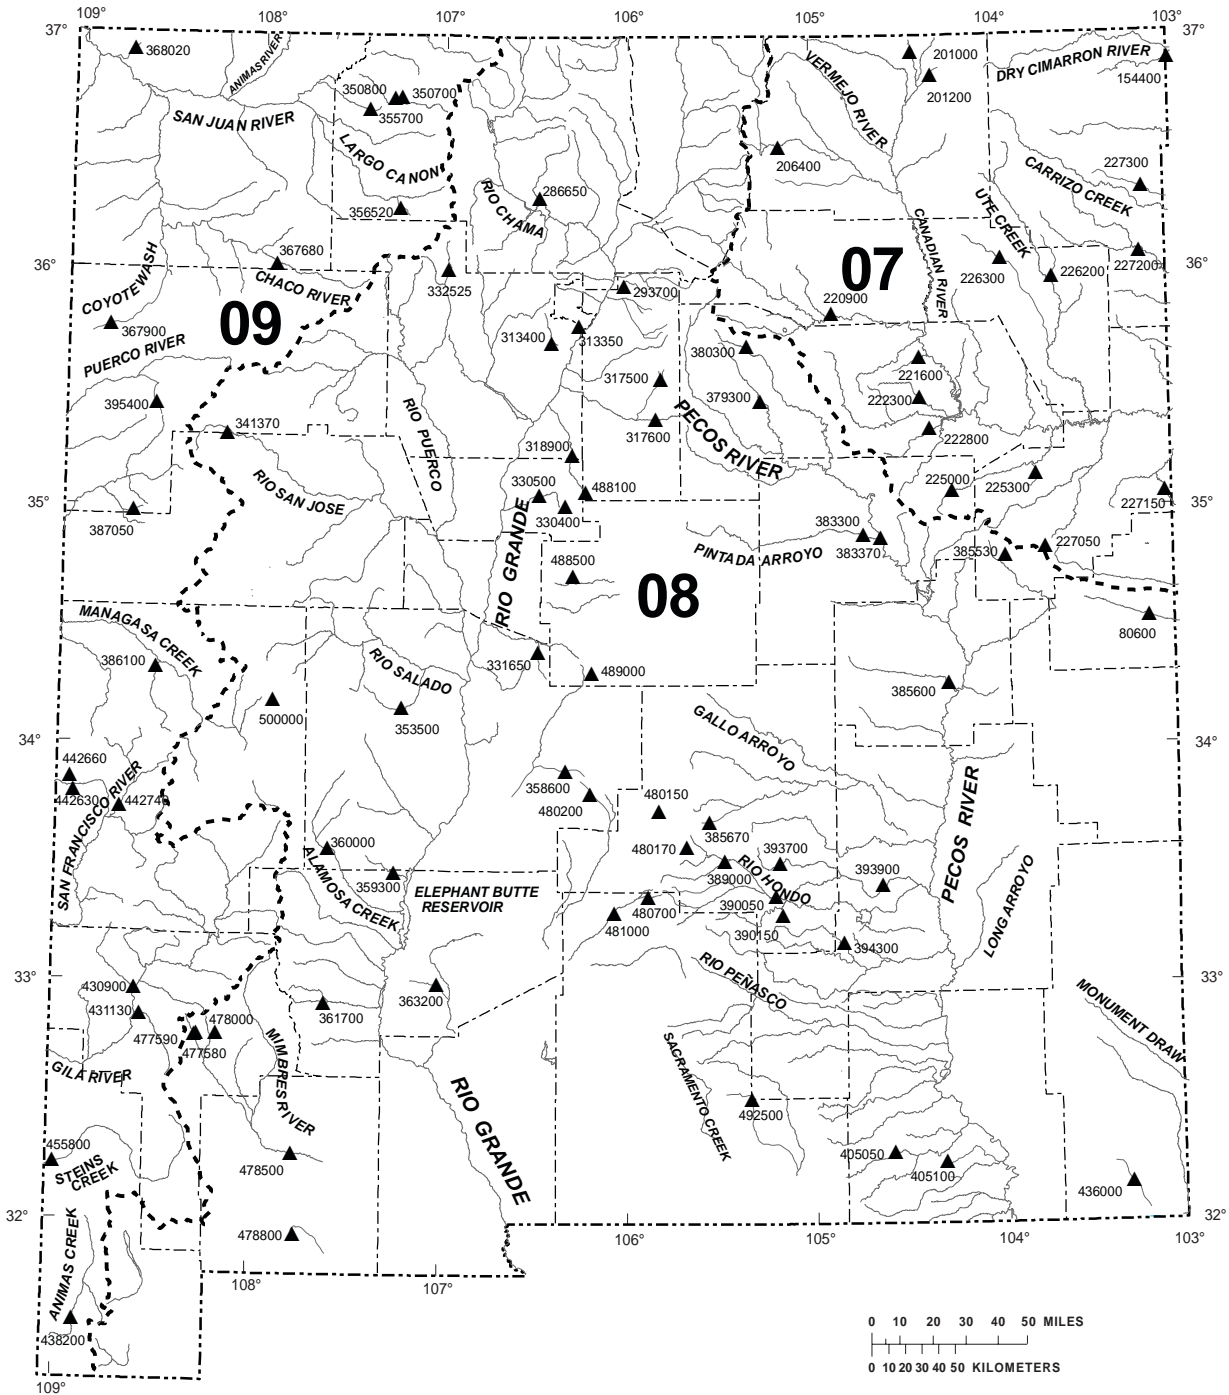 109°
108°
107°
106°
105°
104°
103°
37°
37°
368020
ANIMAS RIVER
350800
350700
355700
VERMEJO RIVER
201000
201200
DRY CIMARRON RIVER
154400
SAN JUAN RIVER
LARGO CANON
206400
227300
CARRIZO CREEK
286650
RIO CHAMA
356520
UTE CREEK
CANADIAN RIVER
367680
36°
36°
CHACO RIVER
COYOTE WASH
332525
293700
07
226300
226200
227200
09
367900
220900
313400
313350
PUERCO RIVER
380300
221600
317500
395400
379300
222300
RIO PUERCO
PECOS RIVER
341370
317600
222800
318900
RIO SAN JOSE
330500
488100
225000
225300
227150
35°
35°
387050
330400
RIO GRANDE
383300
383370
PINTADA ARROYO
385530
227050
488500
08
MANAGASA CREEK
80600
386100
RIO SALADO
331650
489000
385600
500000
353500
GALLO ARROYO
34°
34°
442660
442630
442740
SAN FRANCISCO RIVER
358600
480200
480150
PECOS RIVER
385670
360000
480170
393700
389000
RIO HONDO
393900
ALAMOSA CREEK
359300
ELEPHANT BUTTE
RESERVOIR
480700
390050
LONG ARROYO
481000
390150
394300
33°
33°
430900
RIO PEÑASCO
363200
MONUMENT DRAW
431130
478000
361700
477590
477580
MIMBRES RIVER
SACRAMENTO CREEK
GILA RIVER
RIO GRANDE
492500
455800
STEINS
CREEK
478500
405050
405100
436000
32°
32°
ANIMAS CREEK
478800
106°
105°
104°
103°
108°
107°
438200
109°
0 10 20 30 40 50 MILES
0 10 20 30 40 50 KILOMETERS